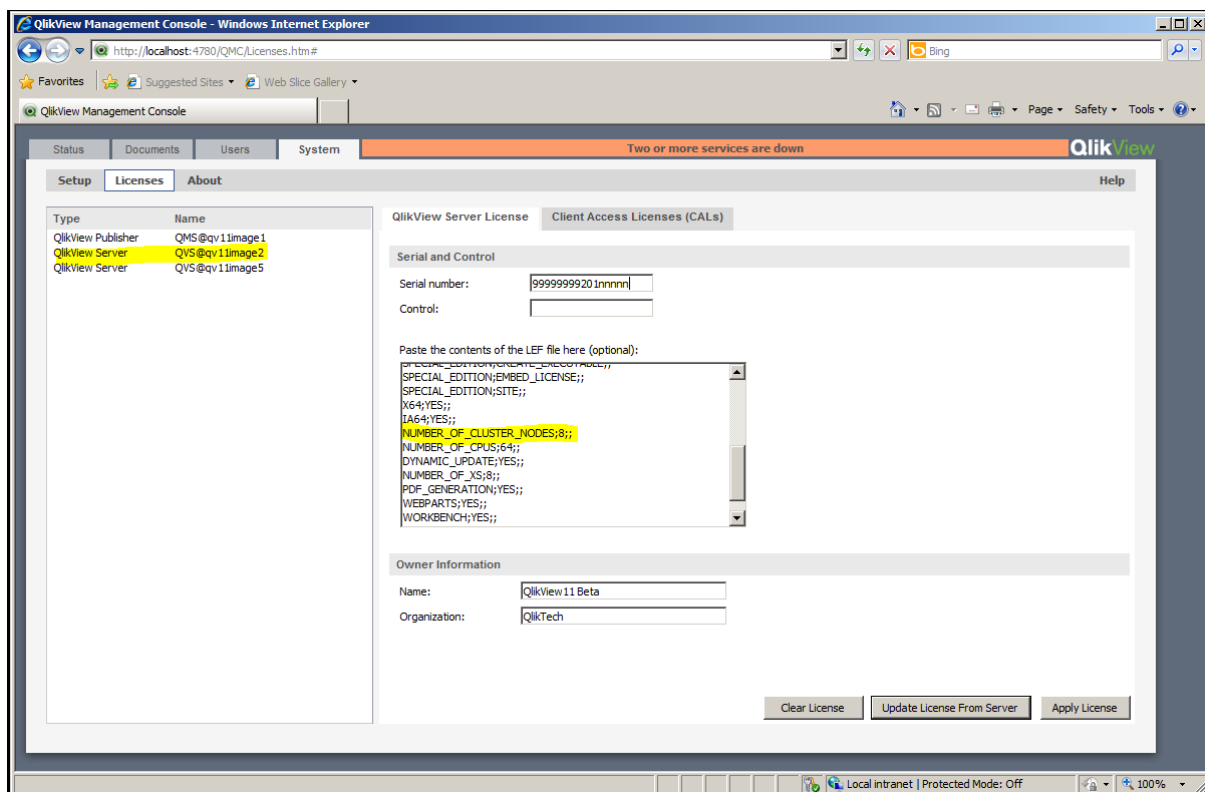 QlikView Management Console - Windows Internet Explorer
http://localhost:4780/QMC/Licenses.htm#
Bing
Favorites Suggested Sites Web Slice Gallery
QlikView Management Console
Page Safety Tools
Status Documents Users System Two or more services are down QlikView
Setup Licenses About Help
Type Name
QlikView Publisher QMS@qv11image1
QlikView Server QVS@qv11image2
QlikView Server QVS@qv11image5
QlikView Server License Client Access Licenses (CALs)
Serial and Control
Serial number: 99999999201nnnnn
Control:
Paste the contents of the LEF file here (optional):
SPECIAL_EDITION;CREATE_EXECUTABLE;;
SPECIAL_EDITION;EMBED_LICENSE;;
SPECIAL_EDITION;SITE;;
X64;YES;;
IA64;YES;;
NUMBER_OF_CLUSTER_NODES;8;;
NUMBER_OF_CPUS;64;;
DYNAMIC_UPDATE;YES;;
NUMBER_OF_XS;8;;
PDF_GENERATION;YES;;
WEBPARTS;YES;;
WORKBENCH;YES;;
Owner Information
Name: QlikView11 Beta
Organization: QlikTech
Clear License Update License From Server Apply License
Local intranet | Protected Mode: Off 100%